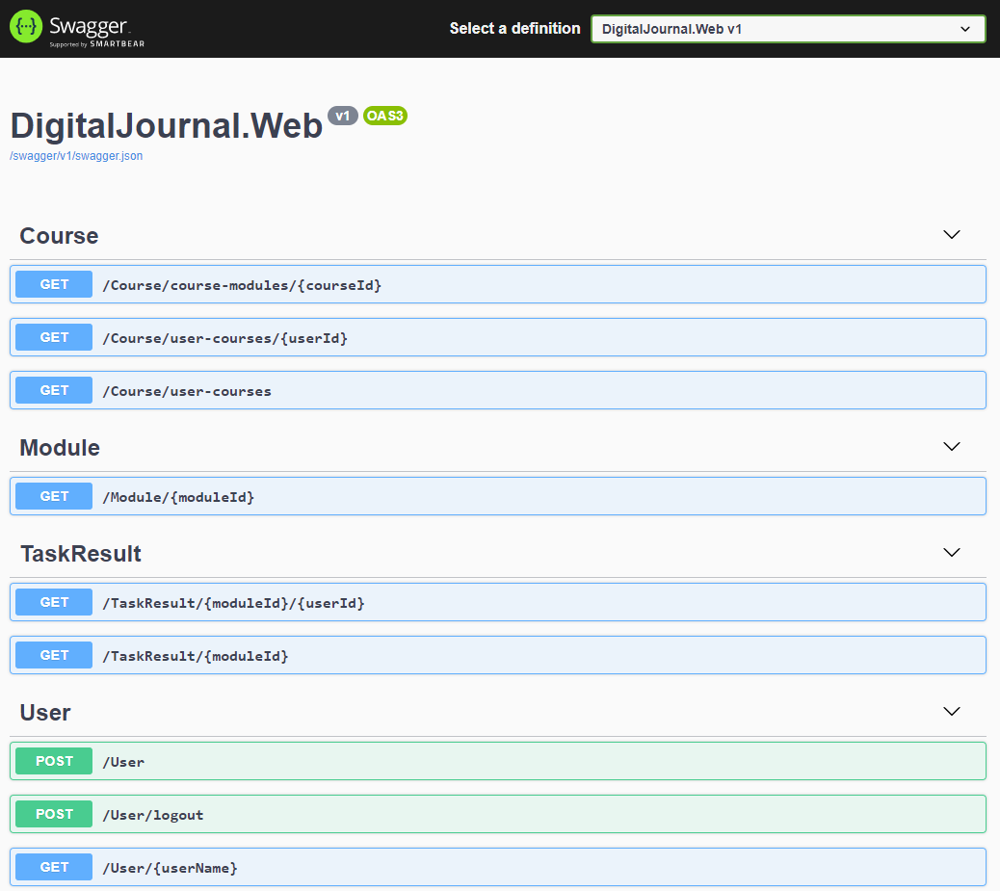 Swagger.
Supported by SMARTBEAR
Select a definition
DigitalJournal.Web v1
DigitalJournal.Web v1 OAS3
/swagger/v1/swagger.json
Course
GET /Course/course-modules/{courseId}
GET /Course/user-courses/{userId}
GET /Course/user-courses
Module
GET /Module/{moduleId}
TaskResult
GET /TaskResult/{moduleId}/{userId}
GET /TaskResult/{moduleId}
User
POST /User
POST /User/logout
GET /User/{userName}